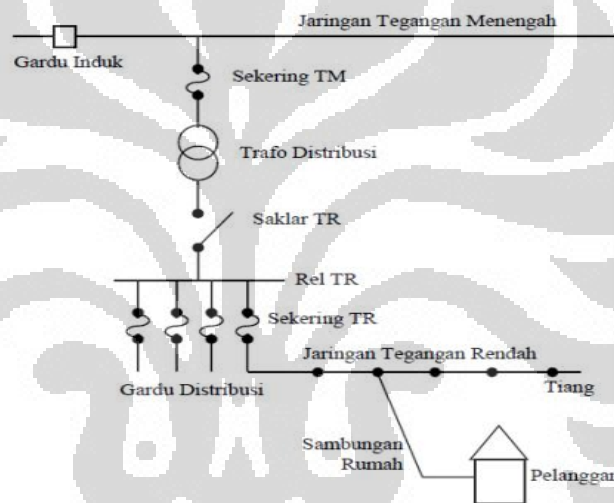 Jaringan Tegangan Menengah
Gardu Induk
Sekering TM
Trafo Distribusi
Saklar TR
Rel TR
Sekering TR
Jaringan Tegangan Rendah
Gardu Distribusi
Tiang
Sambungan
Rumah
Pelanggan